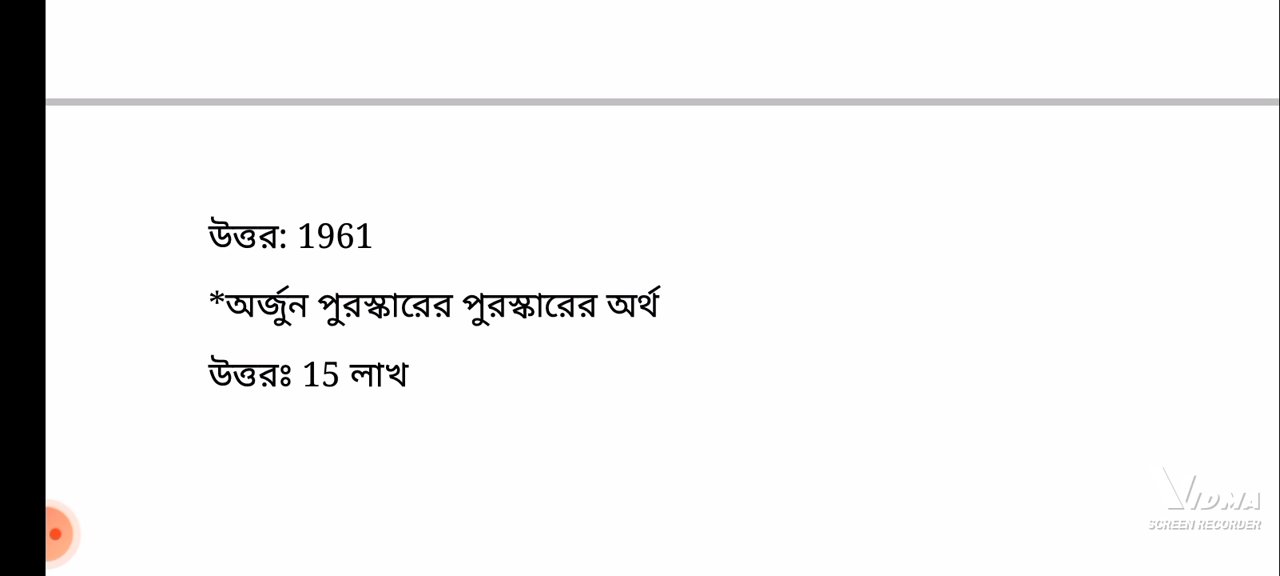 উত্তর: 1961
*অর্জুন পুরস্কারের পুরস্কারের অর্থ
উত্তরঃ 15 লাখ
VIDMA
SCREEN RECORDER